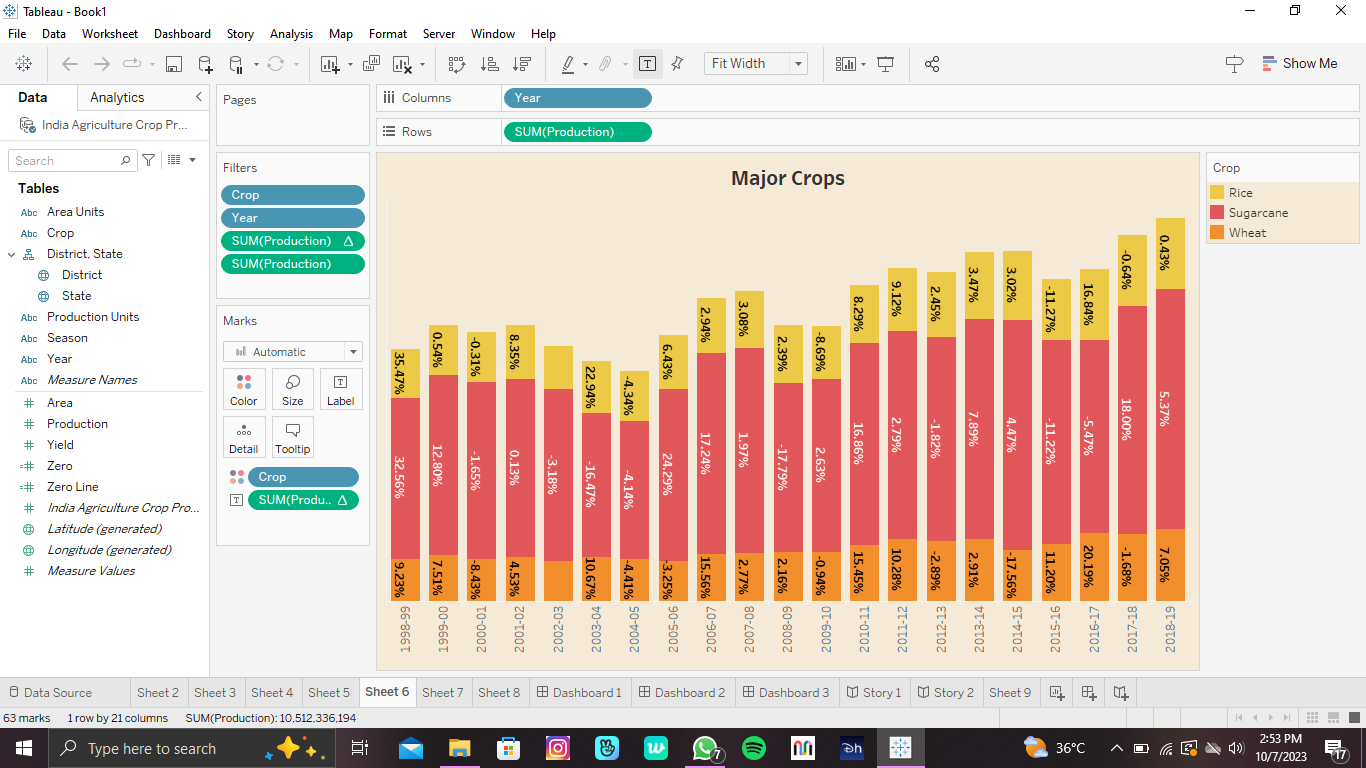 Tableau - Book1
File Data Worksheet Dashboard Story Analysis Map Format Server Window Help
Fit Width
Show Me
Data Analytics
India Agriculture Crop Pr...
Search
Tables
Abc Area Units
Abc Crop
District, State
District
State
Abc Production Units
Abc Season
Abc Year
Abc Measure Names
Area
Production
Yield
Zero
Zero Line
India Agriculture Crop Pro...
Latitude (generated)
Longitude (generated)
Measure Values
Pages
Filters
Crop
Year
SUM(Production) Δ
SUM(Production)
Marks
Automatic
Color Size Label
Detail Tooltip
Crop
SUM(Produ.. Δ
Columns Year
Rows SUM(Production)
Major Crops
35.47% 0.54% -0.31% 8.35% 22.94% -4.34% 6.43% 2.94% 3.08% 2.39% -8.69% 8.29% 9.12% 2.45% 3.47% 3.02% -11.27% 16.84% -0.64% 0.43%
32.56% 12.80% -1.65% 0.13% -3.18% -16.47% -4.14% 24.29% 17.24% 1.97% -17.79% 2.63% 16.86% 2.79% -1.82% 7.89% 4.47% -11.22% -5.47% 18.00% 5.37%
9.23% 7.51% -8.43% 4.53% 10.67% -4.41% -3.25% 15.56% 2.77% 2.16% -0.94% 15.45% 10.28% -2.89% 2.91% -17.56% 11.20% 20.19% -1.68% 7.05%
1998-99 1999-00 2000-01 2001-02 2002-03 2003-04 2004-05 2005-06 2006-07 2007-08 2008-09 2009-10 2010-11 2011-12 2012-13 2013-14 2014-15 2015-16 2016-17 2017-18 2018-19
Crop
Rice
Sugarcane
Wheat
Data Source Sheet 2 Sheet 3 Sheet 4 Sheet 5 Sheet 6 Sheet 7 Sheet 8 Dashboard 1 Dashboard 2 Dashboard 3 Story 1 Story 2 Sheet 9
63 marks 1 row by 21 columns SUM(Production): 10,512,336,194
Type here to search
7
36°C
2:53 PM
10/7/2023
17